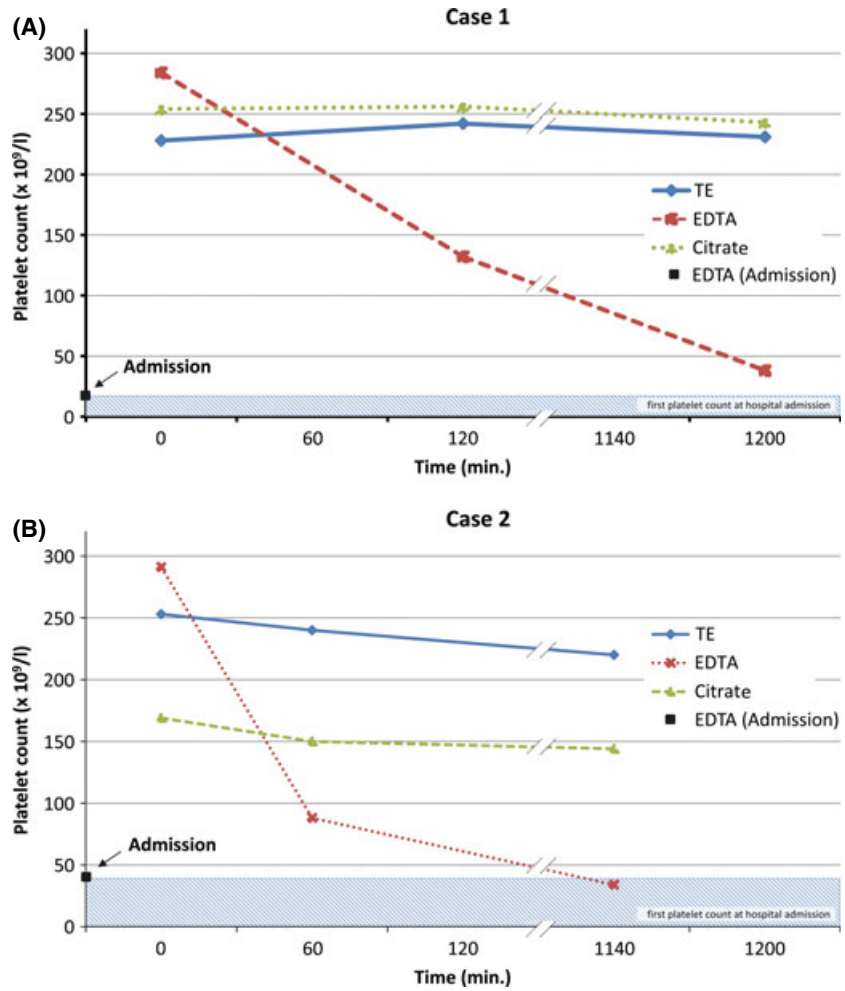 (A)
Case 1
Platelet count (x 10⁹/l)
300
250
200
150
100
50
0
TE
EDTA
Citrate
EDTA (Admission)
Admission
first platelet count at hospital admission
0 60 120 1140 1200
Time (min.)
(B)
Case 2
Platelet count (x 10⁹/l)
300
250
200
150
100
50
0
TE
EDTA
Citrate
EDTA (Admission)
Admission
first platelet count at hospital admission
0 60 120 1140 1200
Time (min.)